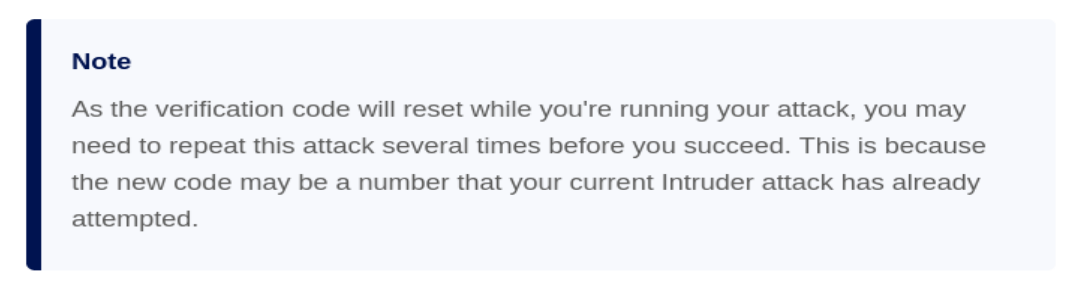 Note
As the verification code will reset while you're running your attack, you may
need to repeat this attack several times before you succeed. This is because
the new code may be a number that your current Intruder attack has already
attempted.